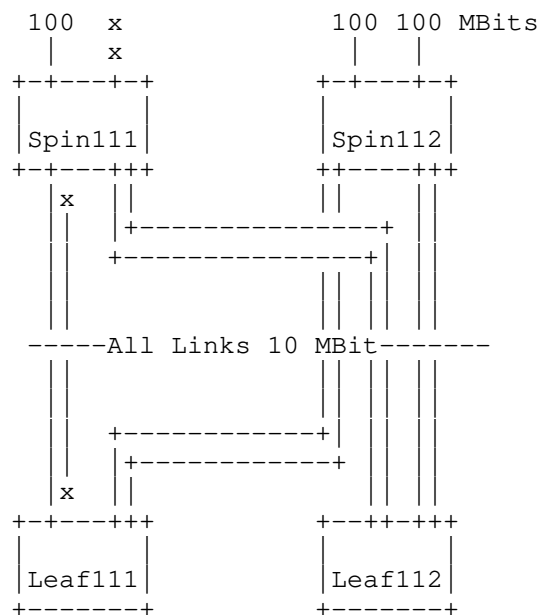 100 x 100 100 MBits
x
Spin111 Spin112
x
All Links 10 MBit
x
Leaf111 Leaf112